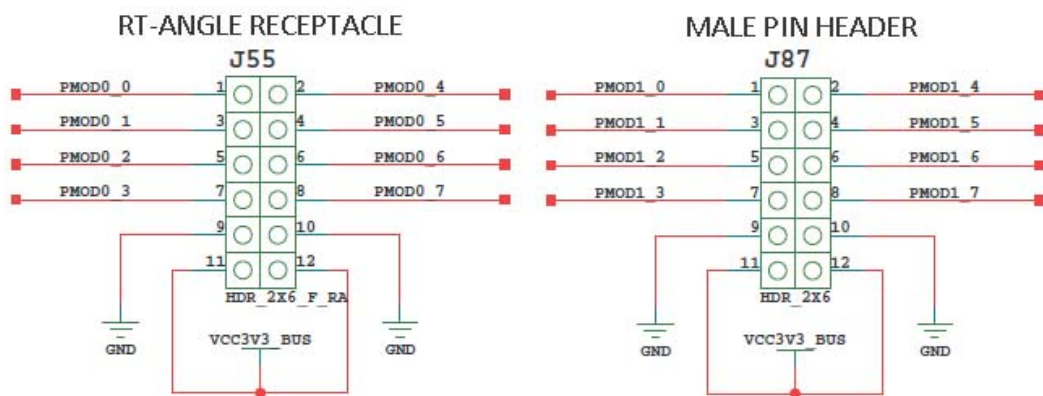 RT-ANGLE RECEPTACLE
J55
PMOD0_0 1 2 PMOD0_4
PMOD0_1 3 4 PMOD0_5
PMOD0_2 5 6 PMOD0_6
PMOD0_3 7 8 PMOD0_7
9 10
11 12
HDR_2X6_F_RA
VCC3V3_BUS
GND GND
MALE PIN HEADER
J87
PMOD1_0 1 2 PMOD1_4
PMOD1_1 3 4 PMOD1_5
PMOD1_2 5 6 PMOD1_6
PMOD1_3 7 8 PMOD1_7
9 10
11 12
HDR_2X6
VCC3V3_BUS
GND GND